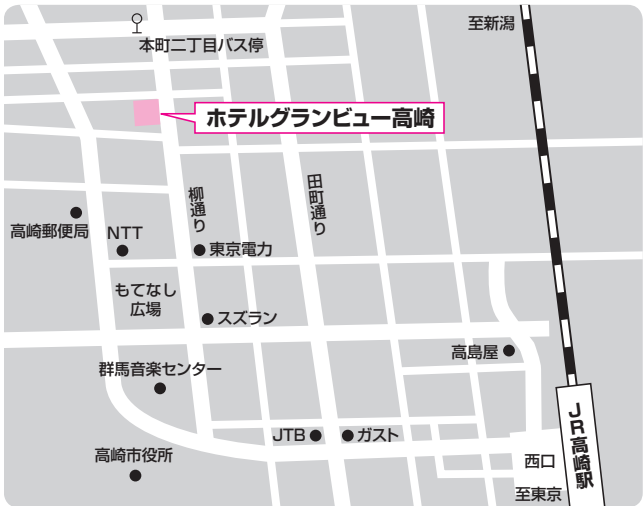 至新潟
本町二丁目バス停
ホテルグランビュー高崎
柳通り
田町通り
高崎郵便局
NTT
東京電力
もてなし
広場
スズラン
高島屋
群馬音楽センター
JTB
ガスト
JR高崎駅
高崎市役所
西口
至東京